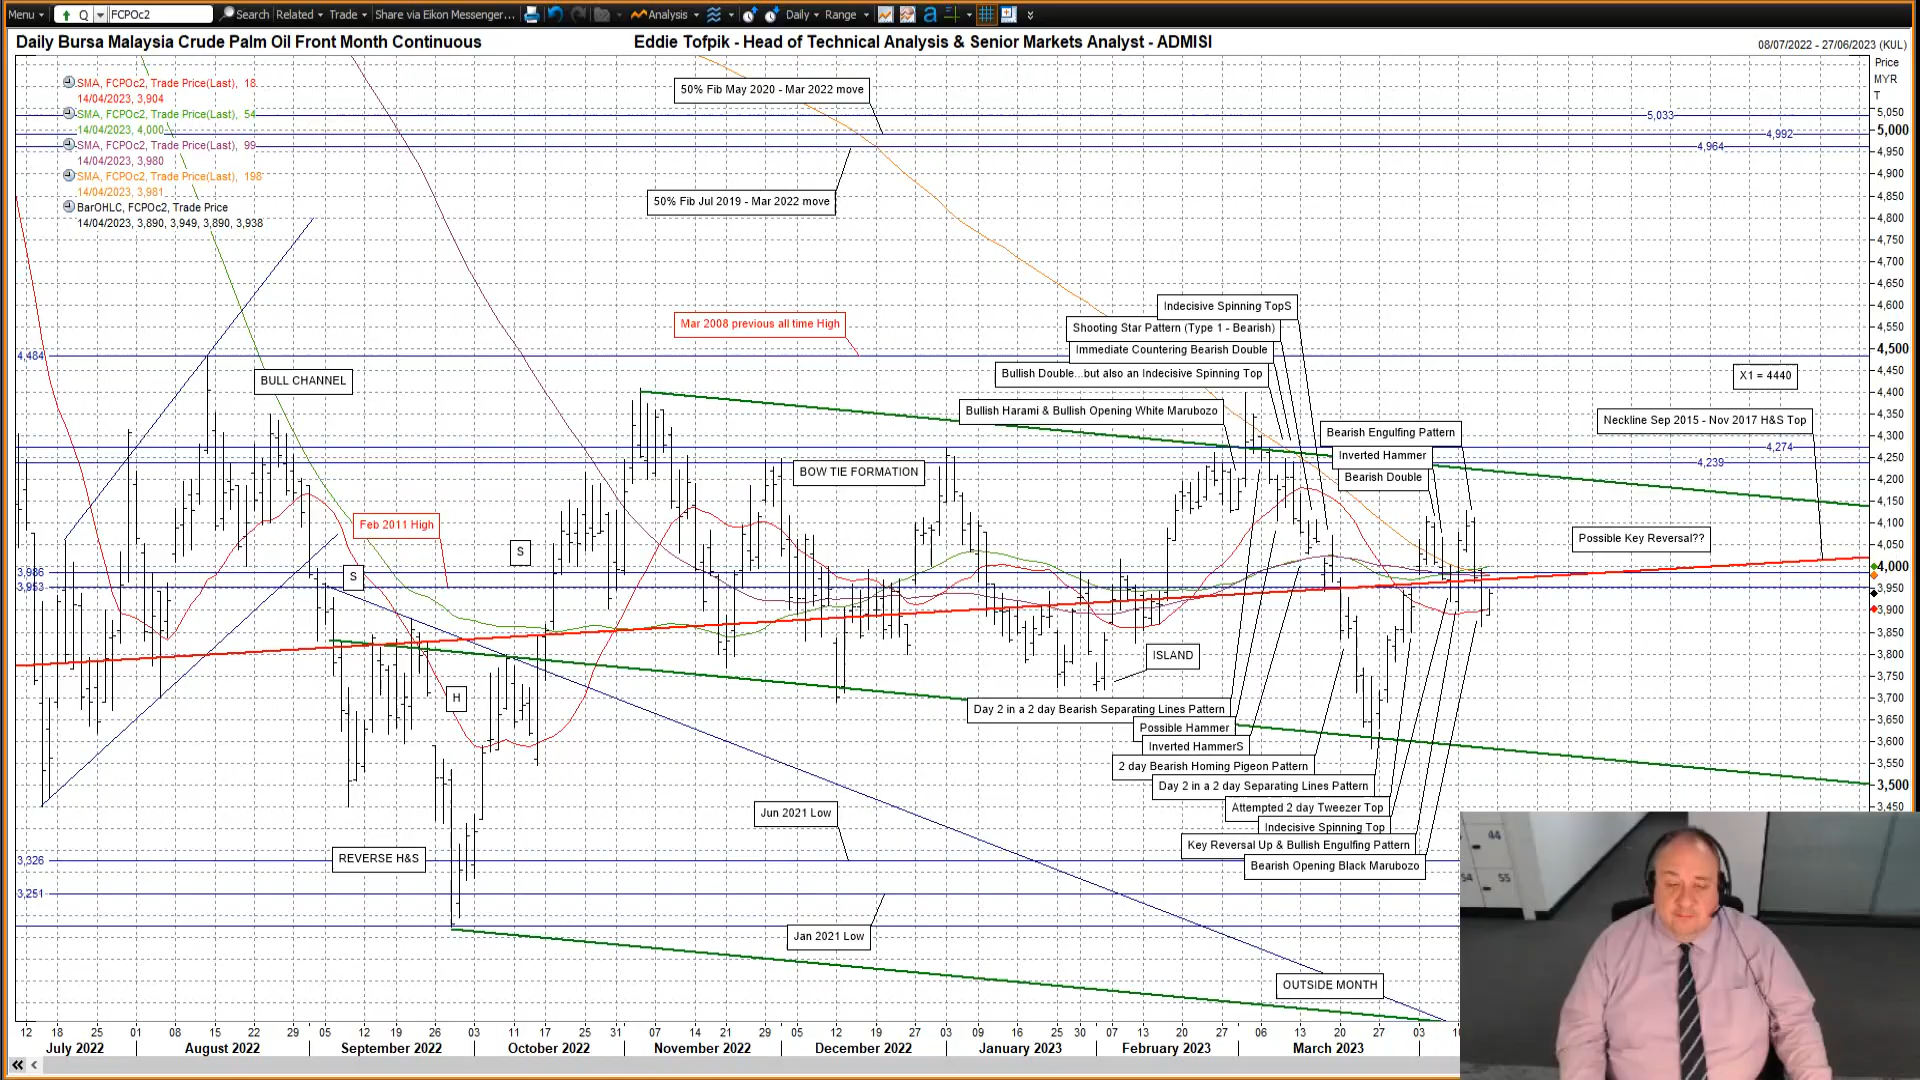 Menu
Q
FCPOc2
Search
Related
Trade
Share via Eikon Messenger...
Analysis
Daily
Range
a
Daily Bursa Malaysia Crude Palm Oil Front Month Continuous
Eddie Tofpik - Head of Technical Analysis & Senior Markets Analyst - ADMISI
08/07/2022 - 27/06/2023 (KUL)
SMA, FCPOc2, Trade Price(Last), 18
14/04/2023, 3,904
SMA, FCPOc2, Trade Price(Last), 54
14/04/2023, 4,000
SMA, FCPOc2, Trade Price(Last), 99
14/04/2023, 3,980
SMA, FCPOc2, Trade Price(Last), 198
14/04/2023, 3,981
BarOHLC, FCPOc2, Trade Price
14/04/2023, 3,890, 3,949, 3,890, 3,938
50% Fib May 2020 - Mar 2022 move
50% Fib Jul 2019 - Mar 2022 move
5,033
4,992
4,964
Mar 2008 previous all time High
4,484
BULL CHANNEL
Indecisive Spinning TopS
Shooting Star Pattern (Type 1 - Bearish)
Immediate Countering Bearish Double
Bullish Double...but also an Indecisive Spinning Top
Bullish Harami & Bullish Opening White Marubozo
X1 = 4440
Neckline Sep 2015 - Nov 2017 H&S Top
Bearish Engulfing Pattern
Inverted Hammer
Bearish Double
4,274
4,239
BOW TIE FORMATION
Feb 2011 High
S
S
H
Possible Key Reversal??
3,986
3,953
ISLAND
Day 2 in a 2 day Bearish Separating Lines Pattern
Possible Hammer
Inverted HammerS
2 day Bearish Homing Pigeon Pattern
Day 2 in a 2 day Separating Lines Pattern
Attempted 2 day Tweezer Top
Indecisive Spinning Top
Key Reversal Up & Bullish Engulfing Pattern
Bearish Opening Black Marubozo
Jun 2021 Low
REVERSE H&S
3,326
3,251
Jan 2021 Low
OUTSIDE MONTH
Price
MYR
T
5,050
5,000
4,950
4,900
4,850
4,800
4,750
4,700
4,650
4,600
4,550
4,500
4,450
4,400
4,350
4,300
4,250
4,200
4,150
4,100
4,050
4,000
3,950
3,900
3,850
3,800
3,750
3,700
3,650
3,600
3,550
3,500
3,450
44
54
55
12 18 25 01 08 15 22 29 05 12 19 26 03 11 17 25 31 07 14 21 29 05 12 19 27 03 09 16 25 30 07 13 20 27 06 13 20 27 03
July 2022 August 2022 September 2022 October 2022 November 2022 December 2022 January 2023 February 2023 March 2023